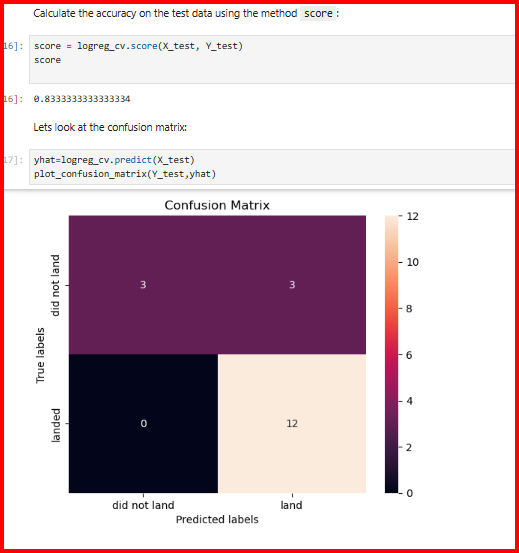 Calculate the accuracy on the test data using the method score :
16]: score = logreg_cv.score(X_test, Y_test)
score
16]: 0.8333333333333334
Lets look at the confusion matrix:
17]: yhat=logreg_cv.predict(X_test)
plot_confusion_matrix(Y_test,yhat)
Confusion Matrix
True labels
did not land
landed
3 3
0 12
did not land land
Predicted labels
12
10
8
6
4
2
0